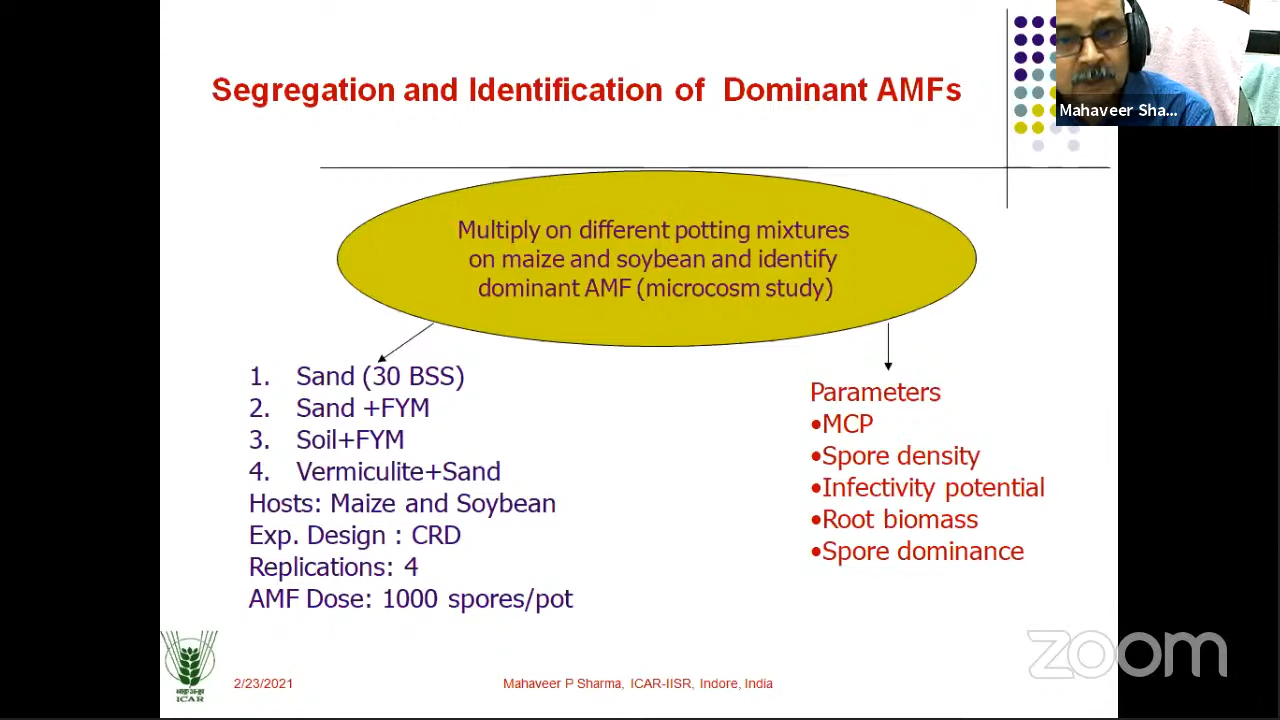 Segregation and Identification of Dominant AMFs
Mahaveer Sha...
Multiply on different potting mixtures
on maize and soybean and identify
dominant AMF (microcosm study)
1. Sand (30 BSS)
2. Sand +FYM
3. Soil+FYM
4. Vermiculite+Sand
Hosts: Maize and Soybean
Exp. Design : CRD
Replications: 4
AMF Dose: 1000 spores/pot
Parameters
•MCP
•Spore density
•Infectivity potential
•Root biomass
•Spore dominance
ICAR
2/23/2021
Mahaveer P Sharma, ICAR-IISR, Indore, India
zoom